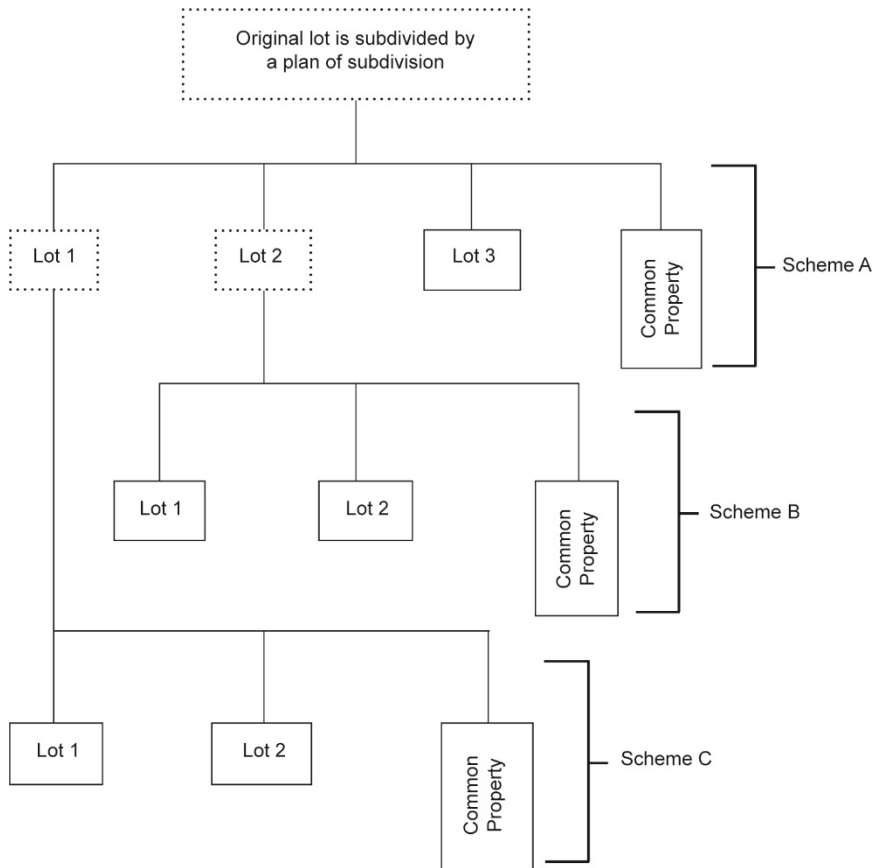 Original lot is subdivided by
a plan of subdivision
Lot 1
Lot 2
Lot 3
Common
Property
Scheme A
Lot 1
Lot 2
Common
Property
Scheme B
Lot 1
Lot 2
Common
Property
Scheme C